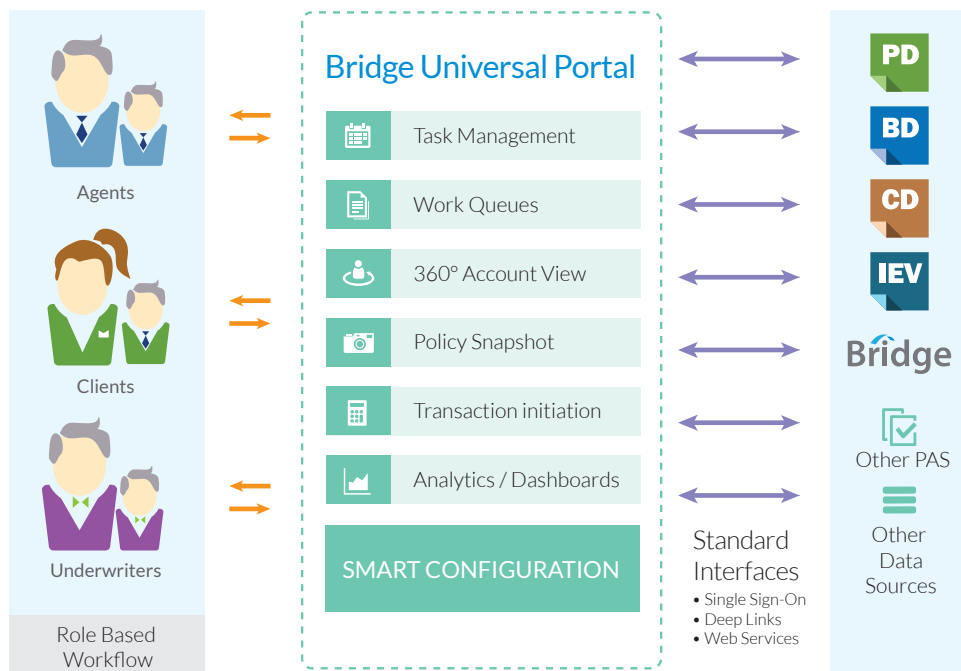 Agents
Clients
Underwriters
Role Based
Workflow
Bridge Universal Portal
Task Management
Work Queues
360° Account View
Policy Snapshot
Transaction initiation
Analytics / Dashboards
SMART CONFIGURATION
Standard
Interfaces
• Single Sign-On
• Deep Links
• Web Services
PD
BD
CD
IEV
Bridge
Other PAS
Other
Data
Sources